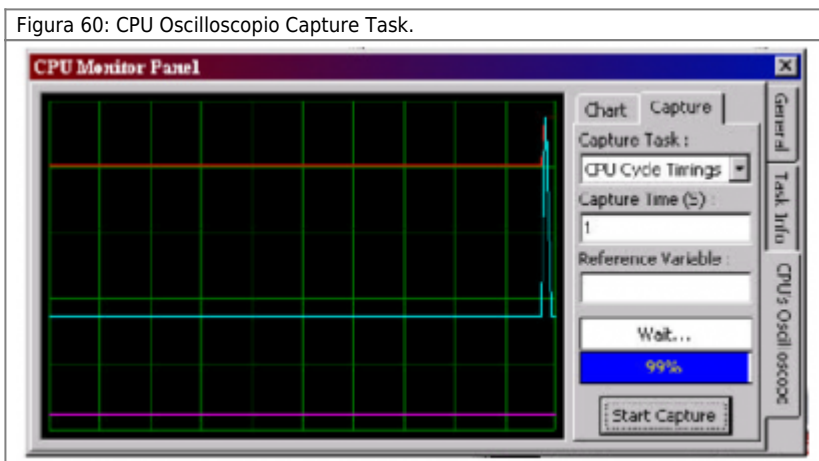 Figura 60: CPU Oscilloscopio Capture Task.
CPU Monitor Panel
Chart
Capture
Capture Task :
CPU Cycle Timings
Capture Time (S) :
1
Reference Variable :
Wait...
99%
Start Capture
General
Task Info
CPU's Oscilloscope